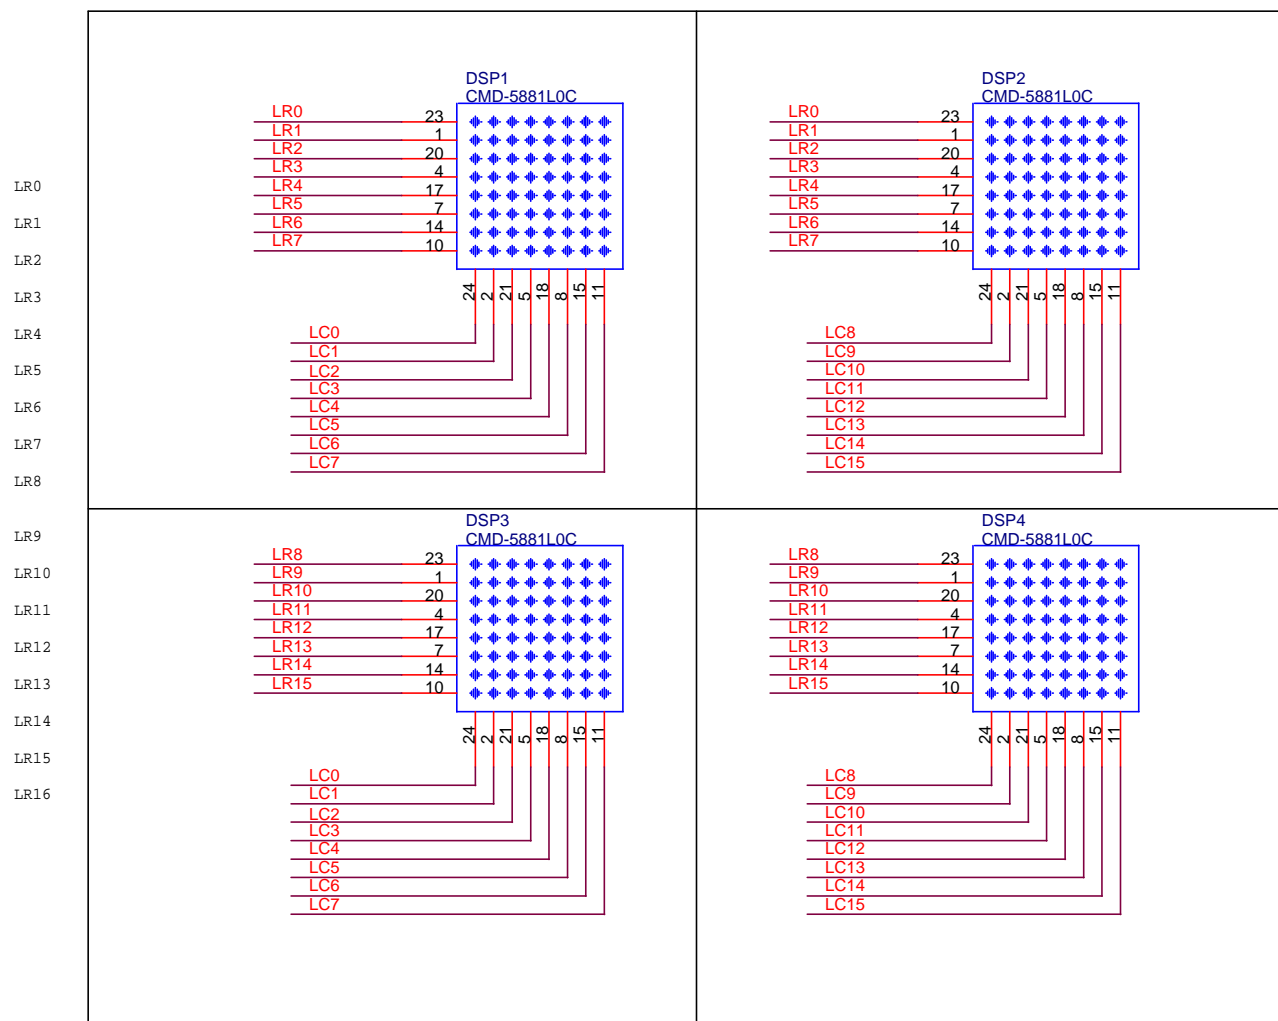 LR0
LR1
LR2
LR3
LR4
LR5
LR6
LR7
LR8
LR9
LR10
LR11
LR12
LR13
LR14
LR15
LR16
DSP1
CMD-5881L0C
LR0 23
LR1 1
LR2 20
LR3 4
LR4 17
LR5 7
LR6 14
LR7 10
24 2 21 5 18 8 15 11
LC0
LC1
LC2
LC3
LC4
LC5
LC6
LC7
DSP2
CMD-5881L0C
LR0 23
LR1 1
LR2 20
LR3 4
LR4 17
LR5 7
LR6 14
LR7 10
24 2 21 5 18 8 15 11
LC8
LC9
LC10
LC11
LC12
LC13
LC14
LC15
DSP3
CMD-5881L0C
LR8 23
LR9 1
LR10 20
LR11 4
LR12 17
LR13 7
LR14 14
LR15 10
24 2 21 5 18 8 15 11
LC0
LC1
LC2
LC3
LC4
LC5
LC6
LC7
DSP4
CMD-5881L0C
LR8 23
LR9 1
LR10 20
LR11 4
LR12 17
LR13 7
LR14 14
LR15 10
24 2 21 5 18 8 15 11
LC8
LC9
LC10
LC11
LC12
LC13
LC14
LC15